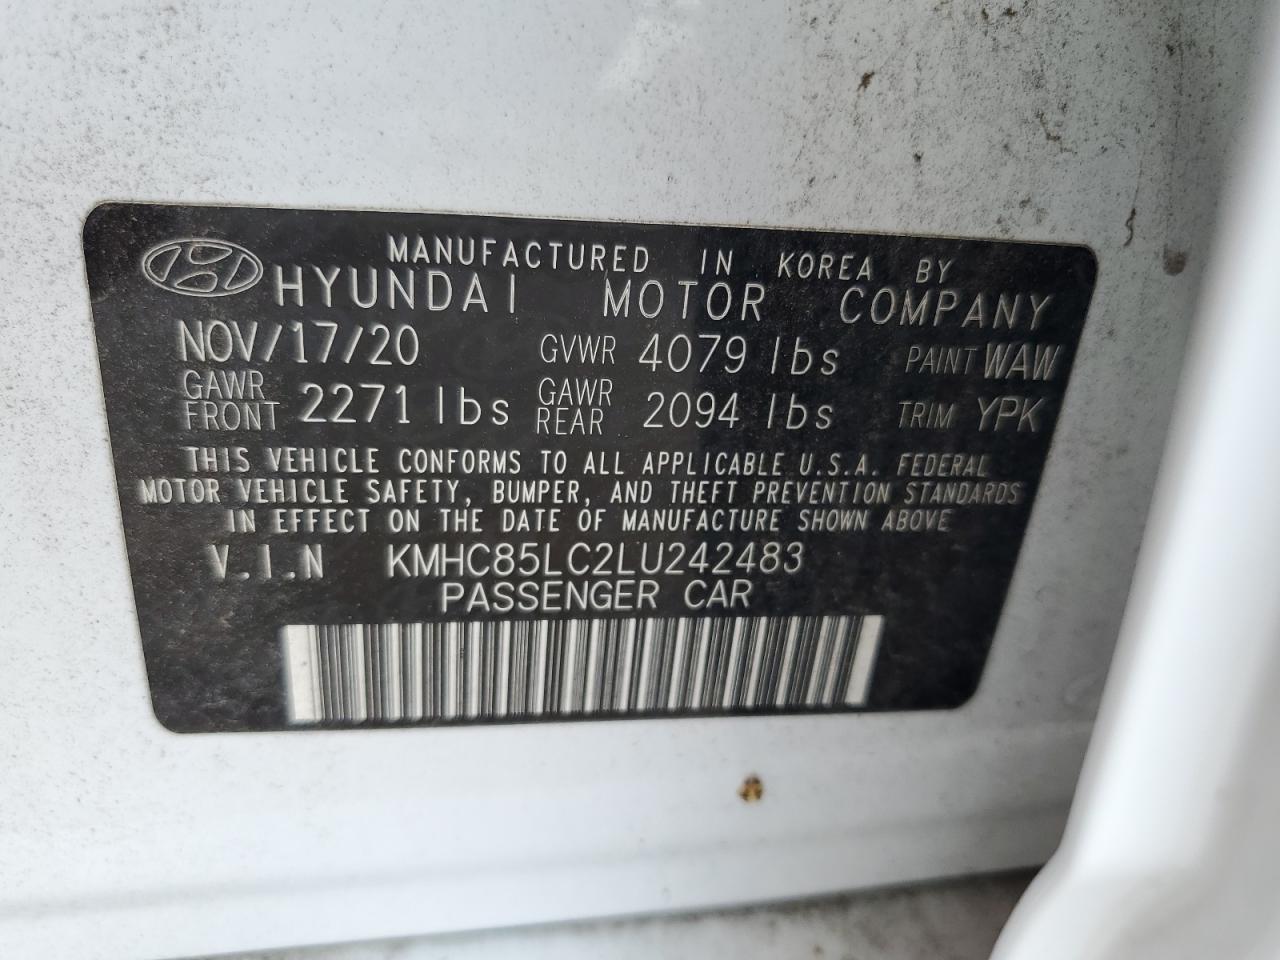 MANUFACTURED IN KOREA BY
HYUNDAI MOTOR COMPANY
NOV/17/20 GVWR 4079 lbs PAINT WAW
GAWR FRONT 2271 lbs GAWR REAR 2094 lbs TRIM YPK
THIS VEHICLE CONFORMS TO ALL APPLICABLE U.S.A. FEDERAL
MOTOR VEHICLE SAFETY, BUMPER, AND THEFT PREVENTION STANDARDS
IN EFFECT ON THE DATE OF MANUFACTURE SHOWN ABOVE
V.I.N KMHC85LC2LU242483
PASSENGER CAR